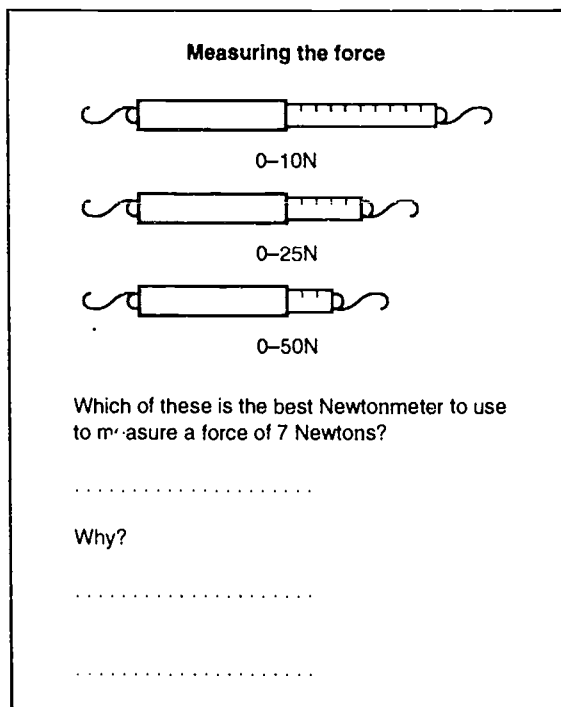 Measuring the force
0–10N
0–25N
0–50N
Which of these is the best Newtonmeter to use
to measure a force of 7 Newtons?
. . . . . . . . . . . . . . . . . . . . .
Why?
. . . . . . . . . . . . . . . . . . . . .
. . . . . . . . . . . . . . . . . . . . .